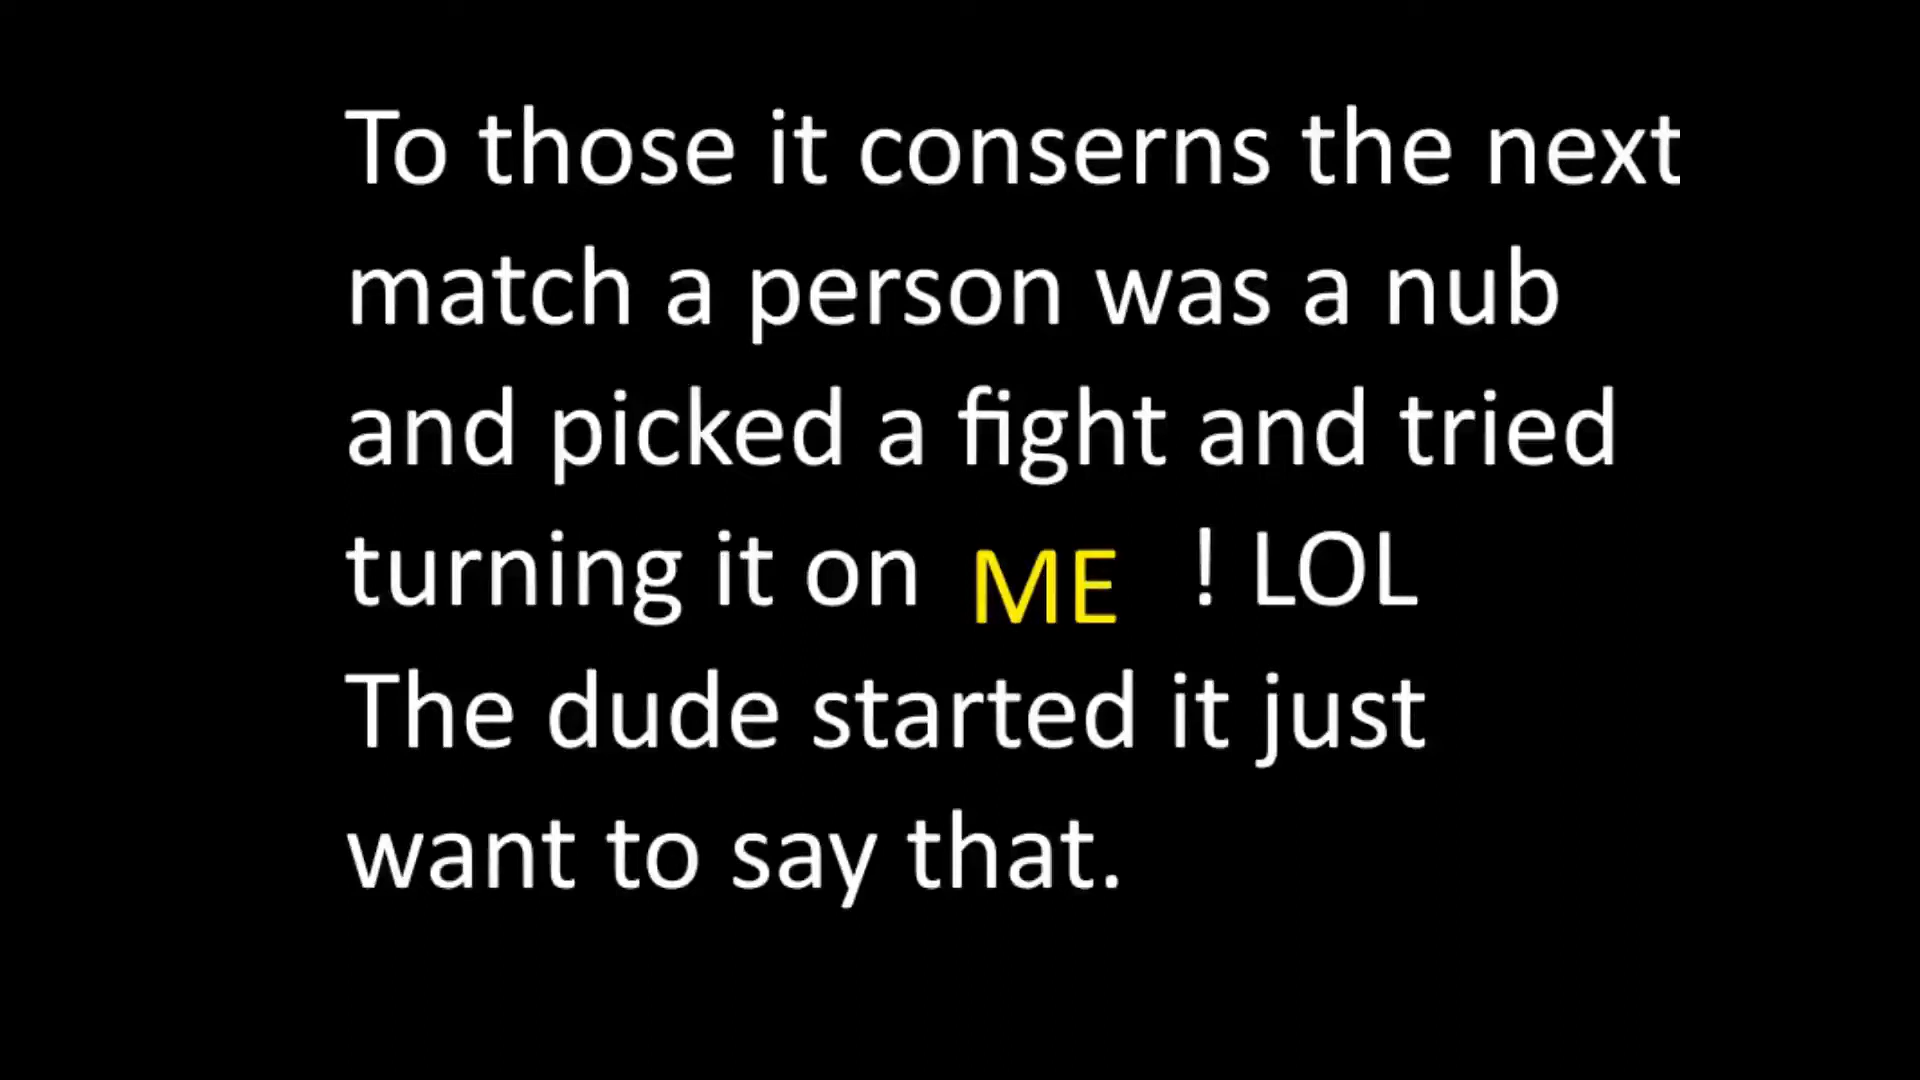 To those it conserns the next
match a person was a nub
and picked a fight and tried
turning it on ME ! LOL
The dude started it just
want to say that.